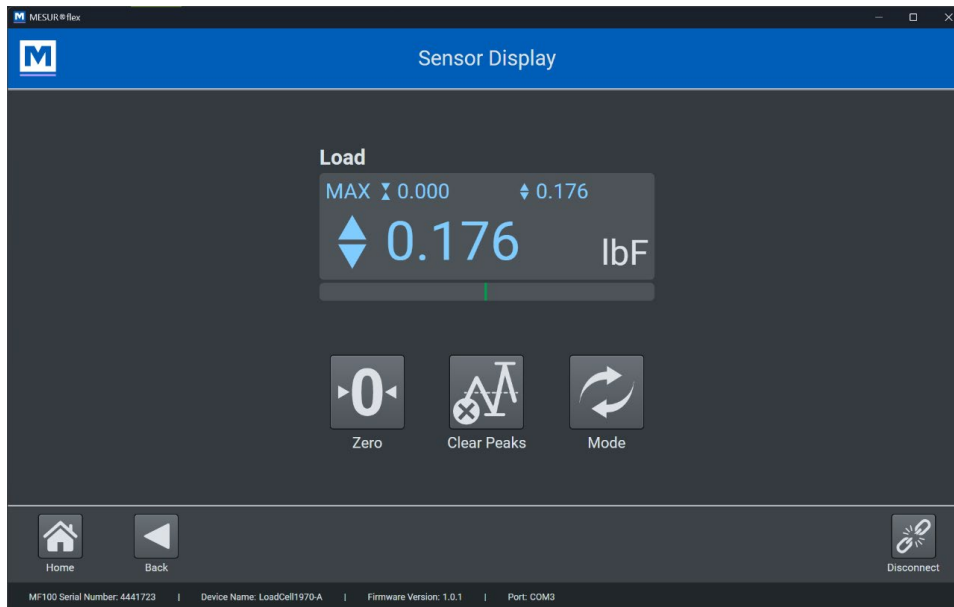 M MESUR®flex
M Sensor Display
Load
MAX 0.000 0.176
0.176 lbF
0
Zero Clear Peaks Mode
Home Back Disconnect
MF100 Serial Number: 4441723 | Device Name: LoadCell1970-A | Firmware Version: 1.0.1 | Port: COM3